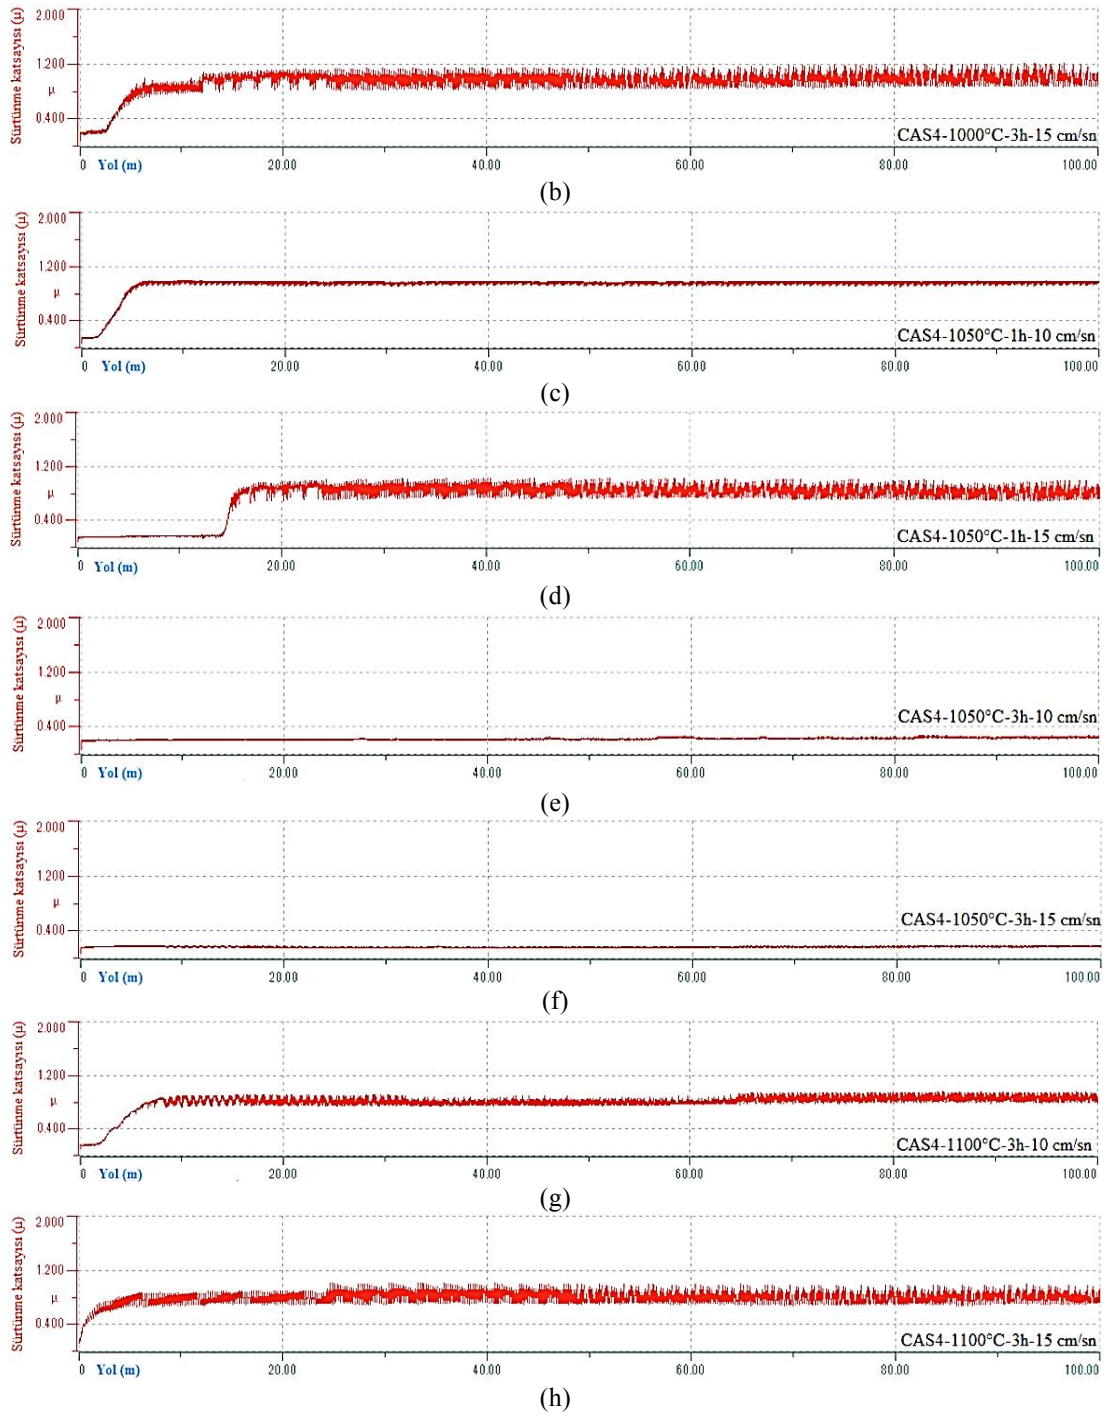 Sürtünme katsayısı (μ)
2.000
1.200
μ
0.400
CAS4-1000°C-3h-15 cm/sn
0 Yol (m) 20.00 40.00 60.00 80.00 100.00
(b)
Sürtünme katsayısı (μ)
2.000
1.200
μ
0.400
CAS4-1050°C-1h-10 cm/sn
0 Yol (m) 20.00 40.00 60.00 80.00 100.00
(c)
Sürtünme katsayısı (μ)
2.000
1.200
μ
0.400
CAS4-1050°C-1h-15 cm/sn
0 Yol (m) 20.00 40.00 60.00 80.00 100.00
(d)
Sürtünme katsayısı (μ)
2.000
1.200
μ
0.400
CAS4-1050°C-3h-10 cm/sn
0 Yol (m) 20.00 40.00 60.00 80.00 100.00
(e)
Sürtünme katsayısı (μ)
2.000
1.200
μ
0.400
CAS4-1050°C-3h-15 cm/sn
0 Yol (m) 20.00 40.00 60.00 80.00 100.00
(f)
Sürtünme katsayısı (μ)
2.000
1.200
μ
0.400
CAS4-1100°C-3h-10 cm/sn
0 Yol (m) 20.00 40.00 60.00 80.00 100.00
(g)
Sürtünme katsayısı (μ)
2.000
1.200
μ
0.400
CAS4-1100°C-3h-15 cm/sn
0 Yol (m) 20.00 40.00 60.00 80.00 100.00
(h)